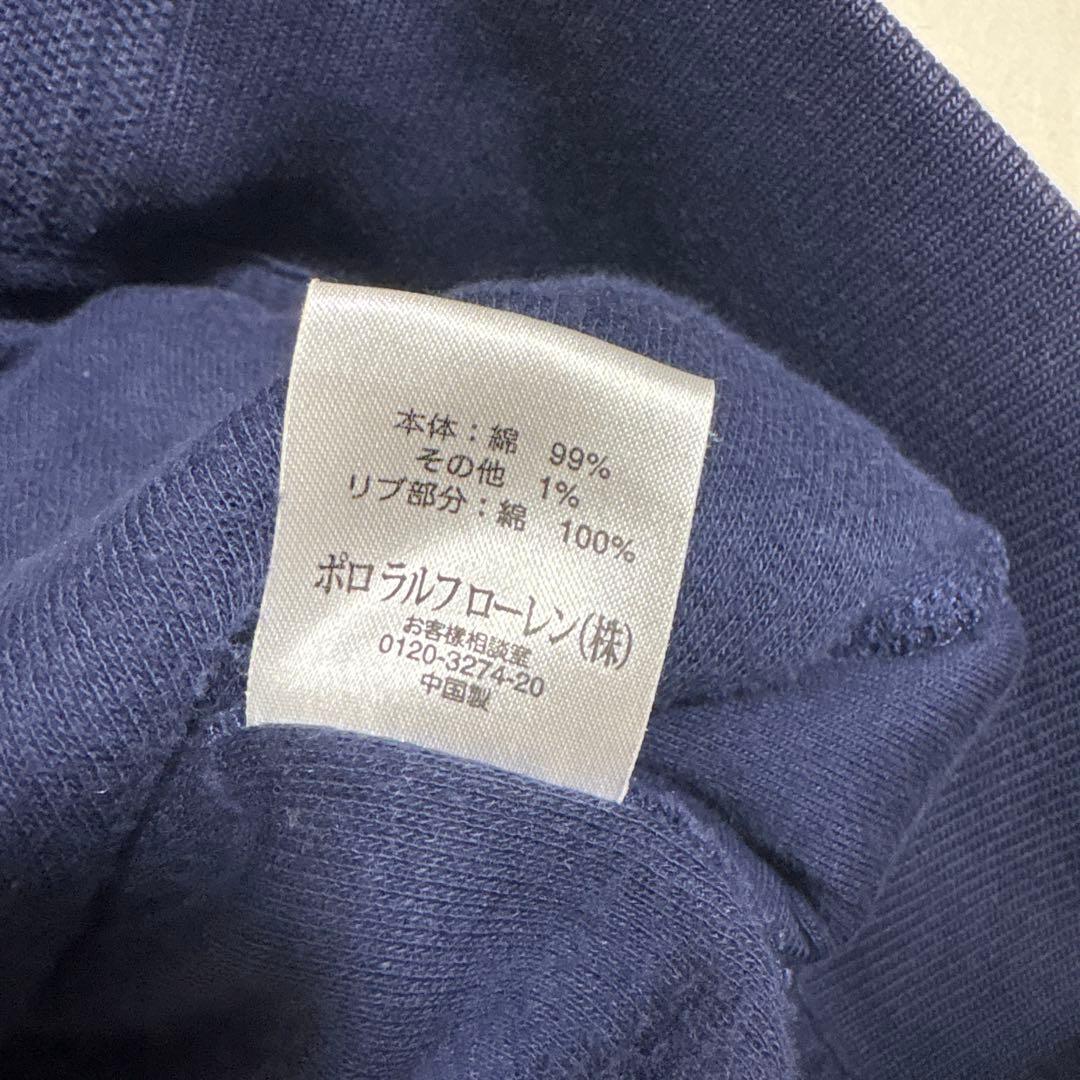 本体：綿 99%
その他 1%
リブ部分：綿 100%
ポロ ラルフ ローレン(株)
お客様相談室
0120-3274-20
中国製